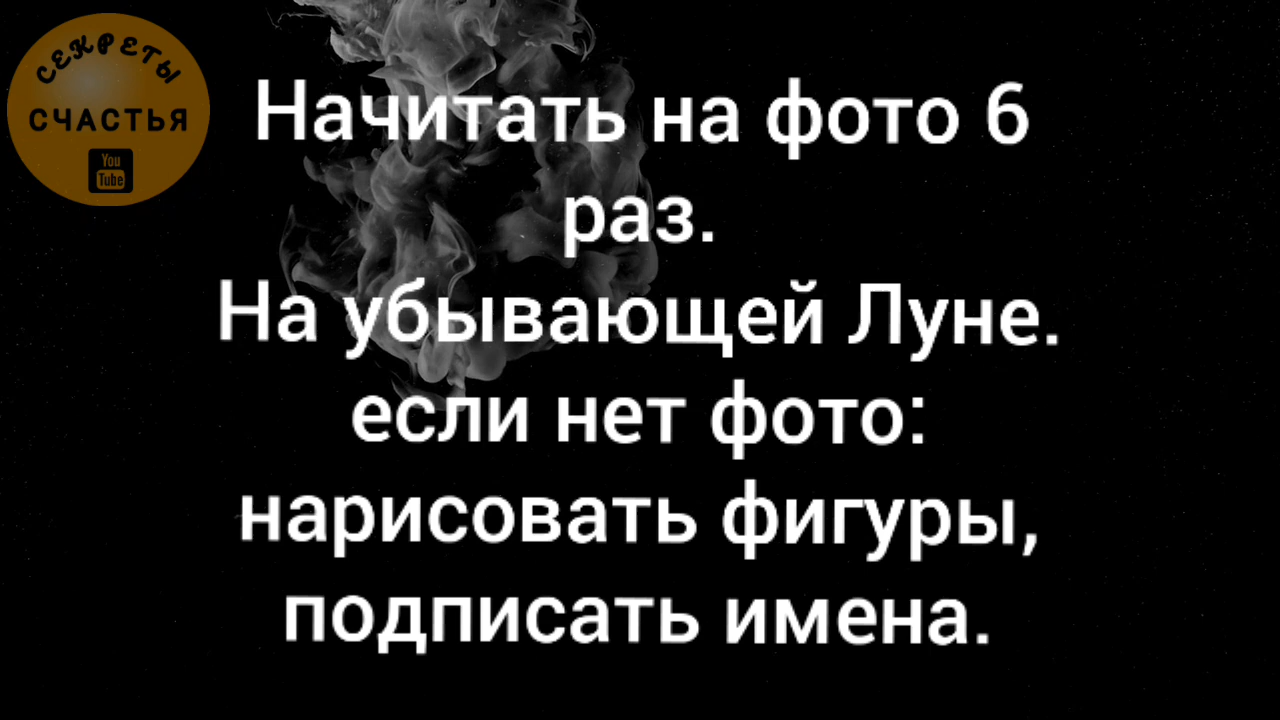 СЕКРЕТЫ
СЧАСТЬЯ
You
Tube
Начитать на фото 6
раз.
На убывающей Луне.
если нет фото:
нарисовать фигуры,
подписать имена.